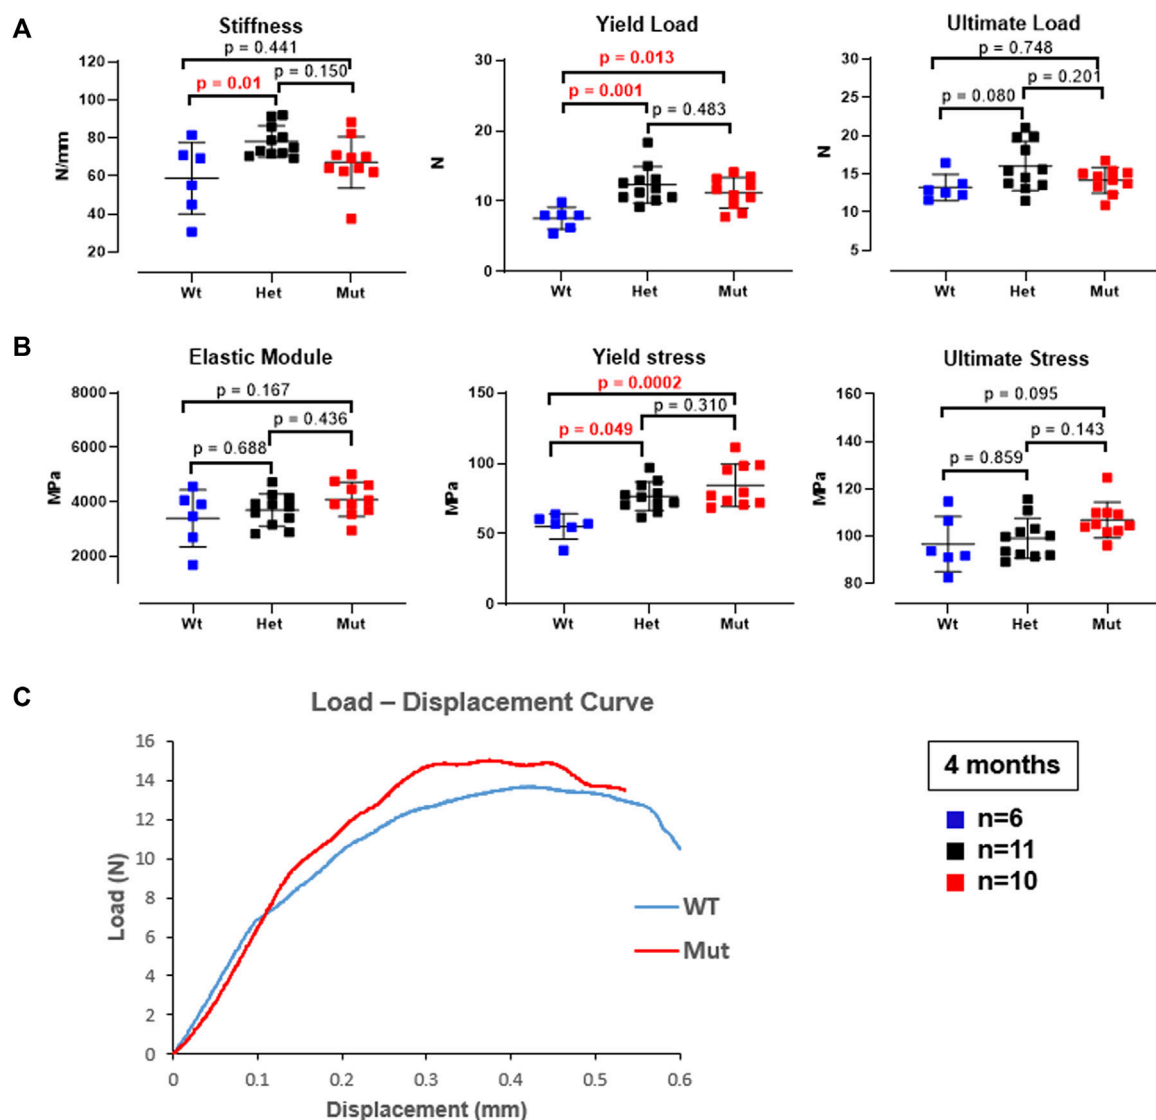 A
Stiffness
p = 0.441
p = 0.01
p = 0.150
120
100
80
60
40
20
N/mm
Wt Het Mut
Yield Load
p = 0.013
p = 0.001
p = 0.483
30
20
10
0
N
Wt Het Mut
Ultimate Load
p = 0.748
p = 0.080
p = 0.201
30
25
20
15
10
5
N
Wt Het Mut
B
Elastic Module
p = 0.167
p = 0.436
p = 0.688
8000
6000
4000
2000
MPa
Wt Het Mut
Yield stress
p = 0.0002
p = 0.310
p = 0.049
150
100
50
0
MPa
Wt Het Mut
Ultimate Stress
p = 0.095
p = 0.143
p = 0.859
160
140
120
100
80
MPa
Wt Het Mut
C
Load – Displacement Curve
16
14
12
10
8
6
4
2
0
Load (N)
0 0.1 0.2 0.3 0.4 0.5 0.6
Displacement (mm)
WT
Mut
4 months
n=6
n=11
n=10